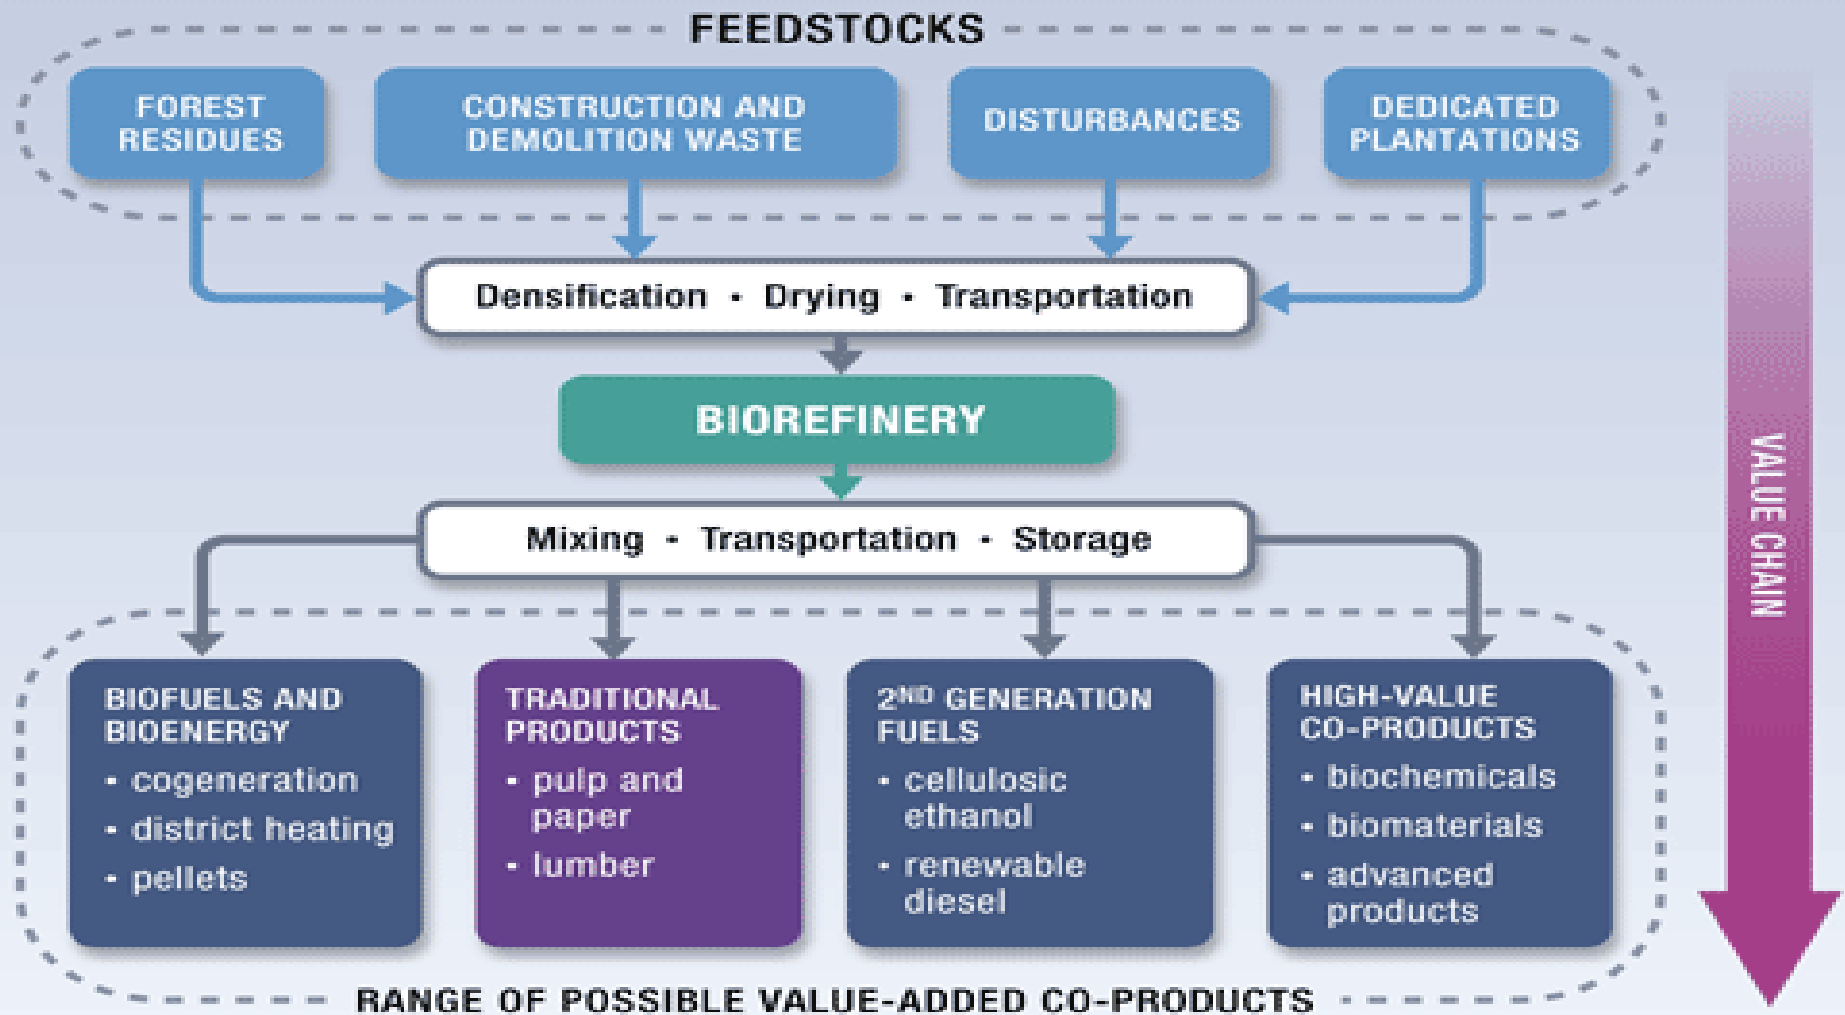 FEEDSTOCKS
FOREST
RESIDUES
CONSTRUCTION AND
DEMOLITION WASTE
DISTURBANCES
DEDICATED
PLANTATIONS
Densification • Drying • Transportation
BIOREFINERY
Mixing • Transportation • Storage
VALUE CHAIN
BIOFUELS AND
BIOENERGY
• cogeneration
• district heating
• pellets
TRADITIONAL
PRODUCTS
• pulp and
paper
• lumber
2ND GENERATION
FUELS
• cellulosic
ethanol
• renewable
diesel
HIGH-VALUE
CO-PRODUCTS
• biochemicals
• biomaterials
• advanced
products
RANGE OF POSSIBLE VALUE-ADDED CO-PRODUCTS